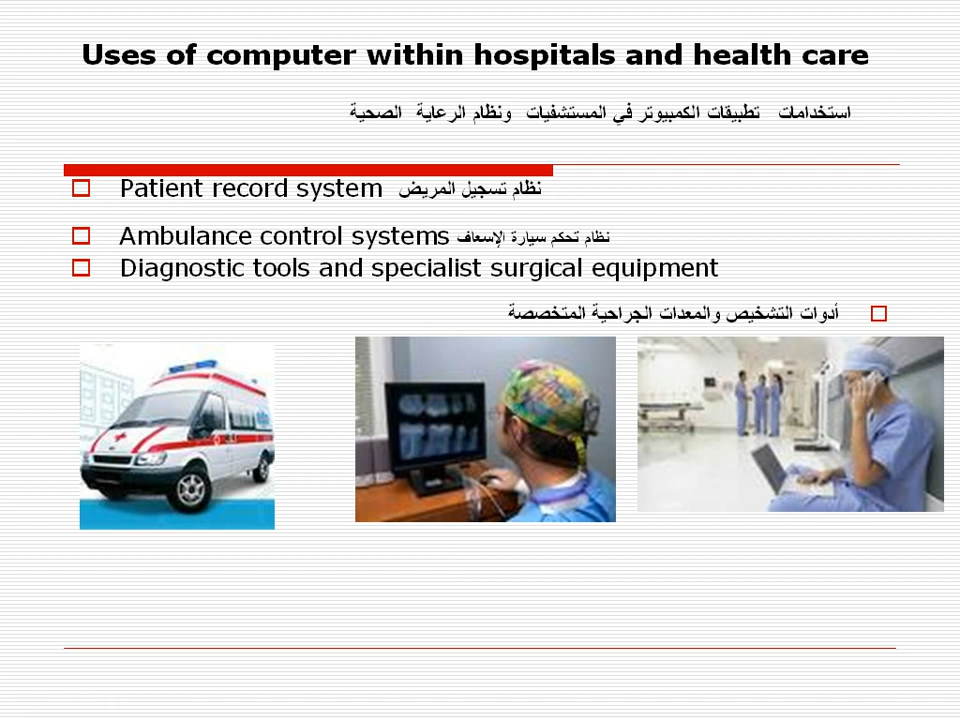 Uses of computer within hospitals and health care
استخدامات تطبيقات الكمبيوتر في المستشفيات ونظام الرعاية الصحية
Patient record system نظام تسجيل المريض
Ambulance control systems نظام تحكم سيارة الإسعاف
Diagnostic tools and specialist surgical equipment
أدوات التشخيص والمعدات الجراحية المتخصصة